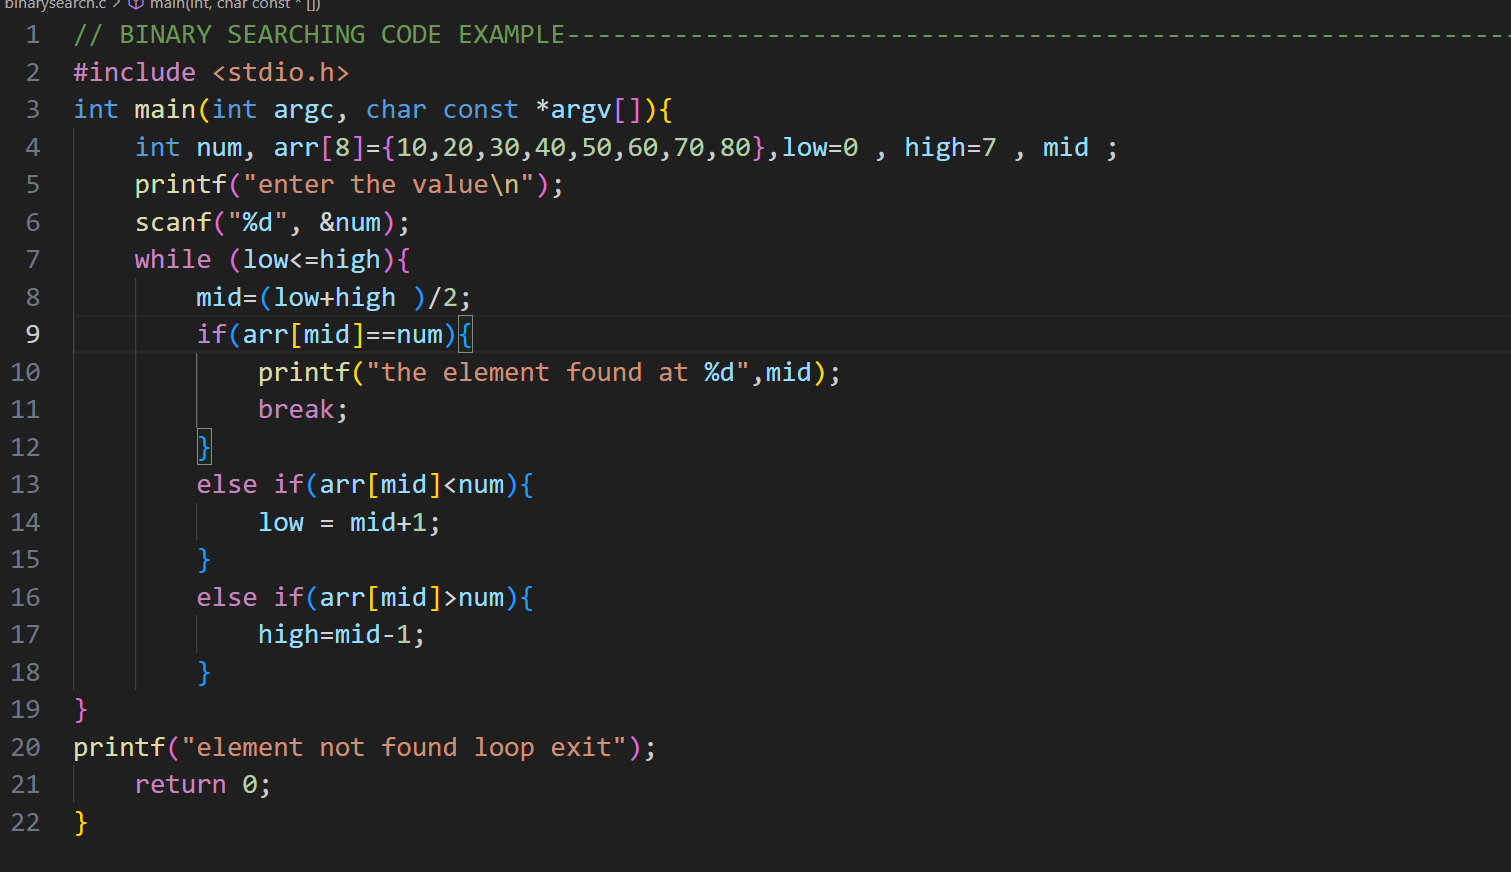 binarysearch.c > main(int, char const * [])
1 // BINARY SEARCHING CODE EXAMPLE-------------------------------------------------------------
2 #include <stdio.h>
3 int main(int argc, char const *argv[]){
4     int num, arr[8]={10,20,30,40,50,60,70,80},low=0 , high=7 , mid ;
5     printf("enter the value\n");
6     scanf("%d", &num);
7     while (low<=high){
8         mid=(low+high )/2;
9         if(arr[mid]==num){
10             printf("the element found at %d",mid);
11             break;
12         }
13         else if(arr[mid]<num){
14             low = mid+1;
15         }
16         else if(arr[mid]>num){
17             high=mid-1;
18         }
19 }
20 printf("element not found loop exit");
21     return 0;
22 }